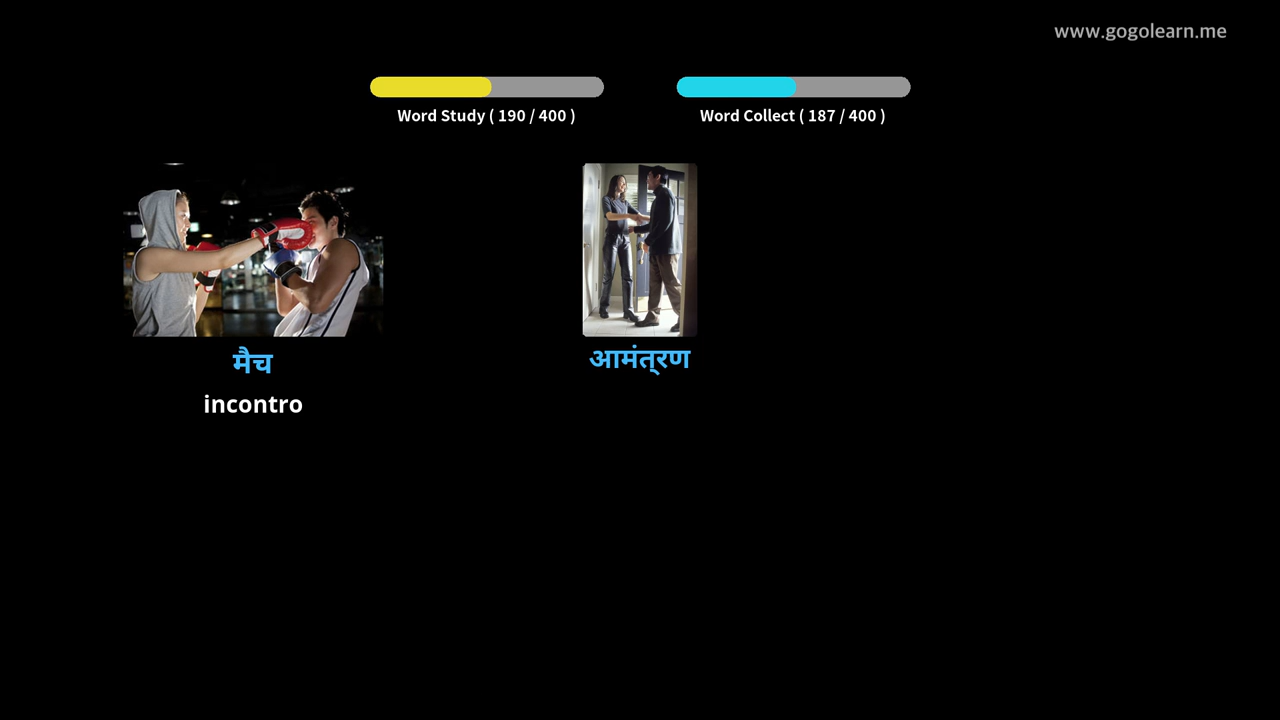 www.gogolearn.me
Word Study ( 190 / 400 )
Word Collect ( 187 / 400 )
मैच
आमंत्रण
incontro